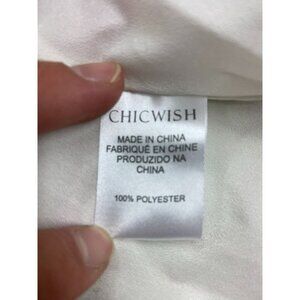 CHICWISH
MADE IN CHINA
FABRIQUÉ EN CHINE
PRODUZIDO NA
CHINA
100% POLYESTER